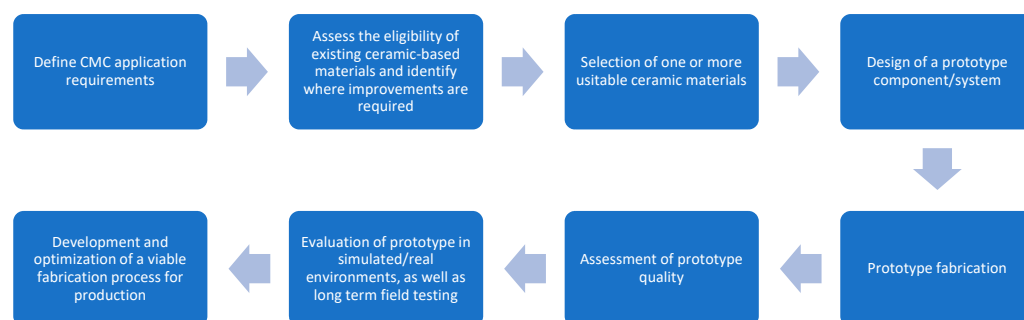 Define CMC application
requirements
Assess the eligibility of
existing ceramic-based
materials and identify
where improvements are
required
Selection of one or more
usitable ceramic materials
Design of a prototype
component/system
Prototype fabrication
Assessment of prototype
quality
Evaluation of prototype in
simulated/real
environments, as well as
long term field testing
Development and
optimization of a viable
fabrication process for
production